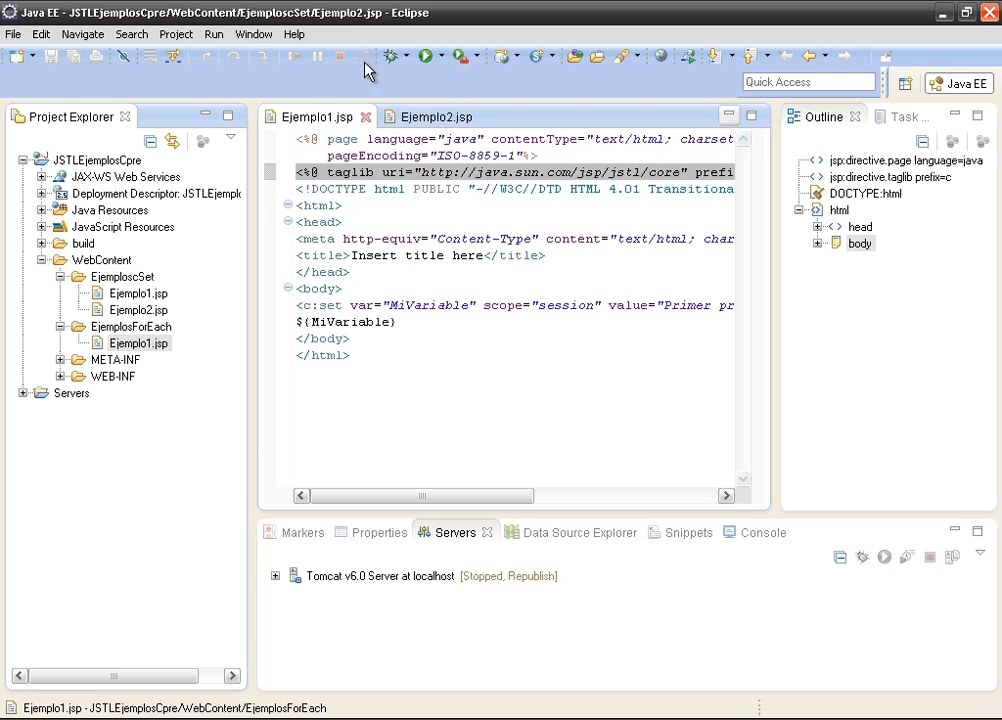 Java EE - JSTLEjemplosCpre/WebContent/EjemploscSet/Ejemplo2.jsp - Eclipse
File Edit Navigate Search Project Run Window Help
Quick Access
Java EE
Project Explorer
JSTLEjemplosCpre
JAX-WS Web Services
Deployment Descriptor: JSTLEjempl
Java Resources
JavaScript Resources
build
WebContent
EjemploscSet
Ejemplo1.jsp
Ejemplo2.jsp
EjemplosForEach
Ejemplo1.jsp
META-INF
WEB-INF
Servers
Ejemplo1.jsp Ejemplo2.jsp
<%@ page language="java" contentType="text/html; charset
pageEncoding="ISO-8859-1"%>
<%@ taglib uri="http://java.sun.com/jsp/jstl/core" prefi
<!DOCTYPE html PUBLIC "-//W3C//DTD HTML 4.01 Transitiona
<html>
<head>
<meta http-equiv="Content-Type" content="text/html; char
<title>Insert title here</title>
</head>
<body>
<c:set var="MiVariable" scope="session" value="Primer pr
${MiVariable}
</body>
</html>
Outline Task ...
jsp:directive.page language=java
jsp:directive.taglib prefix=c
DOCTYPE:html
html
head
body
Markers Properties Servers Data Source Explorer Snippets Console
Tomcat v6.0 Server at localhost [Stopped, Republish]
Ejemplo1.jsp - JSTLEjemplosCpre/WebContent/EjemplosForEach